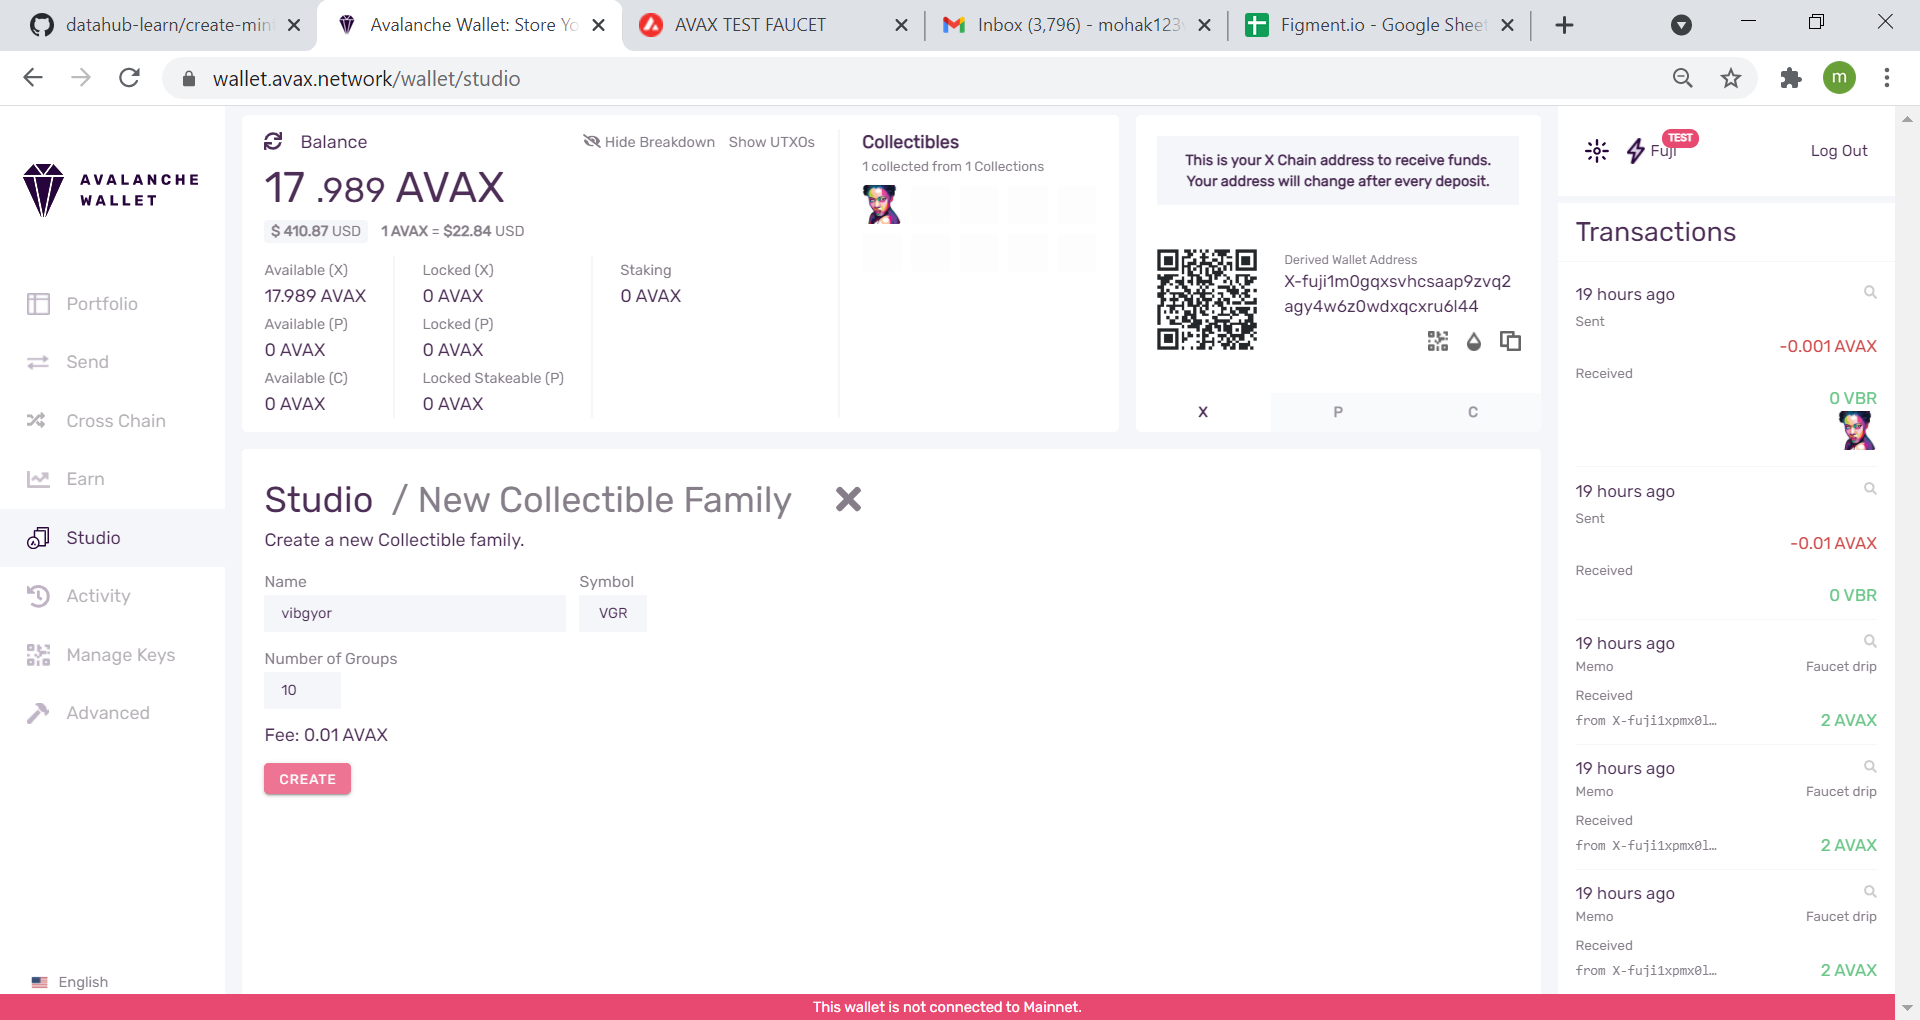 datahub-learn/create-min
Avalanche Wallet: Store Yo
AVAX TEST FAUCET
Inbox (3,796) - mohak123
Figment.io - Google Sheet
wallet.avax.network/wallet/studio
m
AVALANCHE
WALLET
Portfolio
Send
Cross Chain
Earn
Studio
Activity
Manage Keys
Advanced
English
Balance
Hide Breakdown
Show UTXOs
17 .989 AVAX
$ 410.87 USD
1 AVAX = $22.84 USD
Available (X)
17.989 AVAX
Available (P)
0 AVAX
Available (C)
0 AVAX
Locked (X)
0 AVAX
Locked (P)
0 AVAX
Locked Stakeable (P)
0 AVAX
Staking
0 AVAX
Collectibles
1 collected from 1 Collections
This is your X Chain address to receive funds.
Your address will change after every deposit.
Derived Wallet Address
X-fuji1m0gqxsvhcsaap9zvq2
agy4w6z0wdxqcxru6l44
X
P
C
Studio / New Collectible Family
Create a new Collectible family.
Name
Symbol
vibgyor
VGR
Number of Groups
10
Fee: 0.01 AVAX
CREATE
TEST
Fuji
Log Out
Transactions
19 hours ago
Sent
-0.001 AVAX
Received
0 VBR
19 hours ago
Sent
-0.01 AVAX
Received
0 VBR
19 hours ago
Memo
Faucet drip
Received
from X-fuji1xpmx0l…
2 AVAX
19 hours ago
Memo
Faucet drip
Received
from X-fuji1xpmx0l…
2 AVAX
19 hours ago
Memo
Faucet drip
Received
from X-fuji1xpmx0l…
2 AVAX
This wallet is not connected to Mainnet.